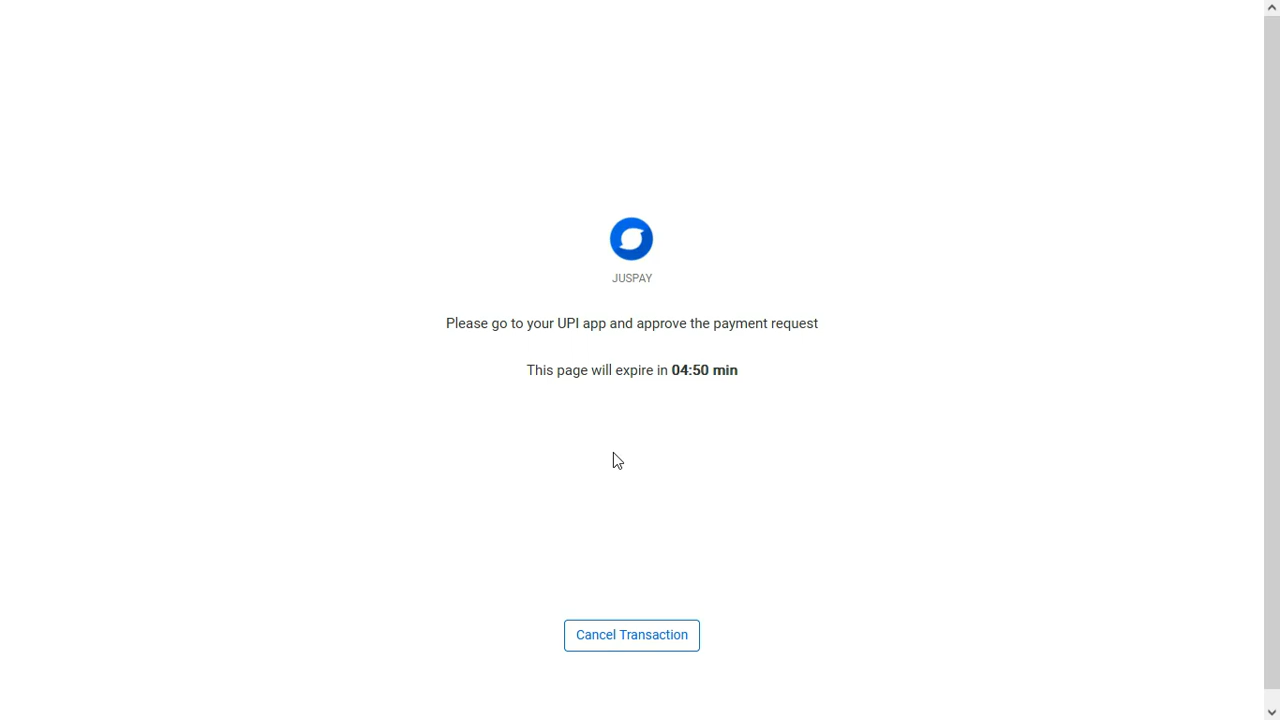 JUSPAY
Please go to your UPI app and approve the payment request
This page will expire in 04:50 min
Cancel Transaction